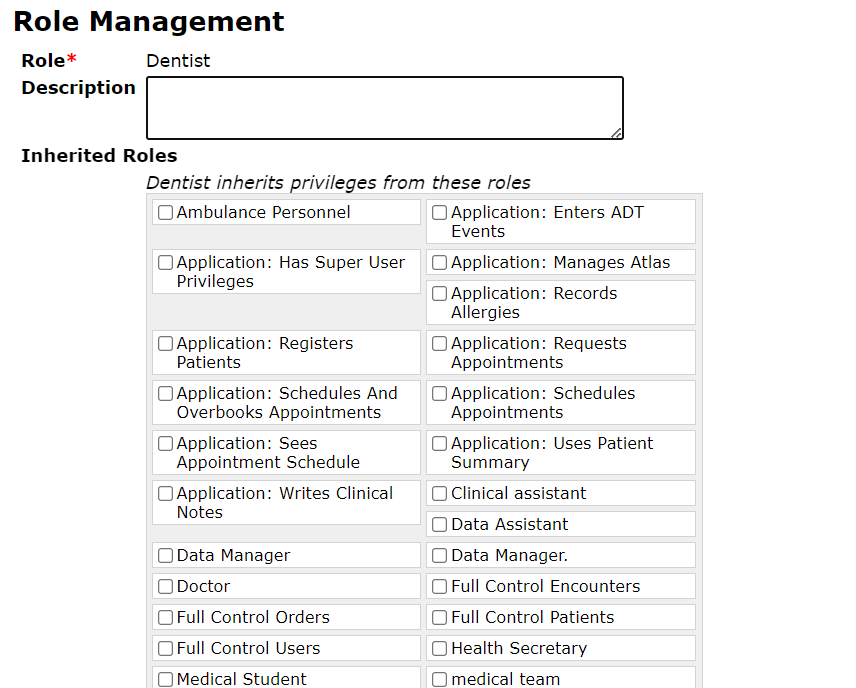 Role Management
Role*
Dentist
Description
Inherited Roles
Dentist inherits privileges from these roles
Ambulance Personnel
Application: Enters ADT
Events
Application: Has Super User
Privileges
Application: Manages Atlas
Application: Records
Allergies
Application: Registers
Patients
Application: Requests
Appointments
Application: Schedules And
Overbooks Appointments
Application: Schedules
Appointments
Application: Sees
Appointment Schedule
Application: Uses Patient
Summary
Application: Writes Clinical
Notes
Clinical assistant
Data Assistant
Data Manager
Data Manager.
Doctor
Full Control Encounters
Full Control Orders
Full Control Patients
Full Control Users
Health Secretary
Medical Student
medical team